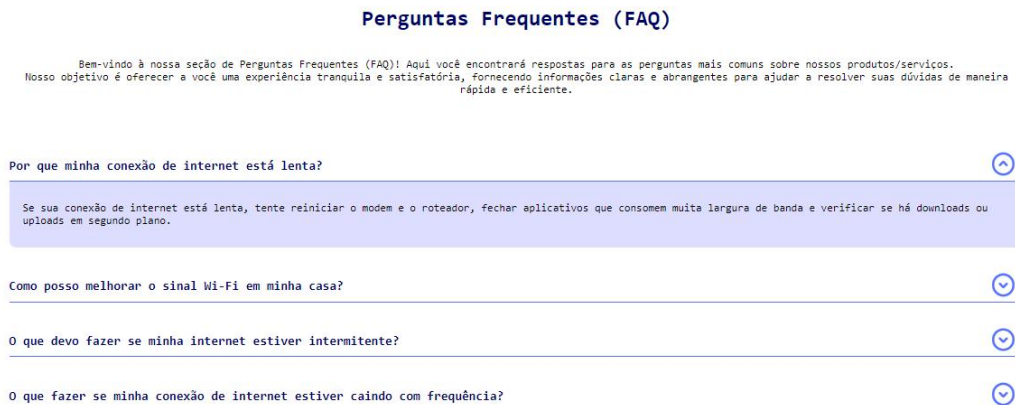 Perguntas Frequentes (FAQ)
Bem-vindo à nossa seção de Perguntas Frequentes (FAQ)! Aqui você encontrará respostas para as perguntas mais comuns sobre nossos produtos/serviços.
Nosso objetivo é oferecer a você uma experiência tranquila e satisfatória, fornecendo informações claras e abrangentes para ajudar a resolver suas dúvidas de maneira
rápida e eficiente.
Por que minha conexão de internet está lenta?
Se sua conexão de internet está lenta, tente reiniciar o modem e o roteador, fechar aplicativos que consomem muita largura de banda e verificar se há downloads ou
uploads em segundo plano.
Como posso melhorar o sinal Wi-Fi em minha casa?
O que devo fazer se minha internet estiver intermitente?
O que fazer se minha conexão de internet estiver caindo com frequência?